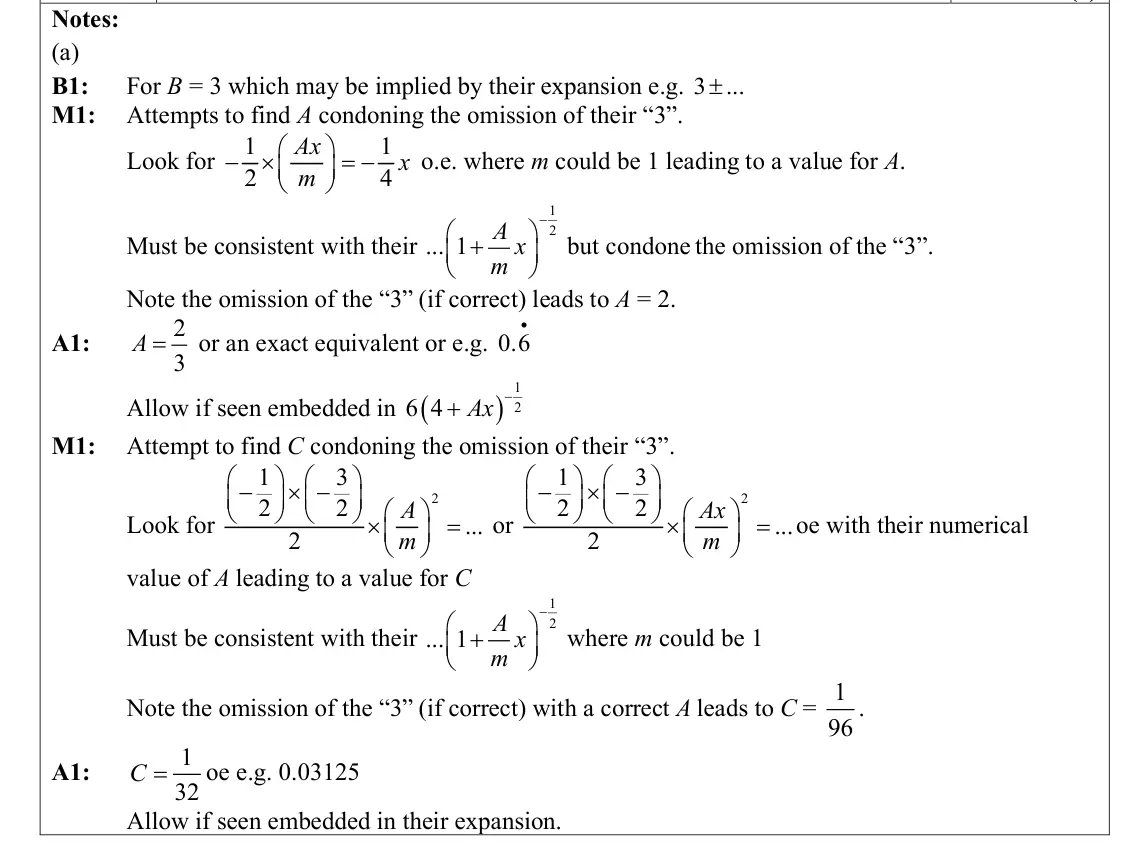 Notes:
(a)
B1: For B = 3 which may be implied by their expansion e.g. 3±...
M1: Attempts to find A condoning the omission of their “3”.
Look for −1/2 × (Ax/m) = −1/4 x o.e. where m could be 1 leading to a value for A.
Must be consistent with their ...(1 + A/m x)^(−1/2) but condone the omission of the “3”.
Note the omission of the “3” (if correct) leads to A = 2.
A1: A = 2/3 or an exact equivalent or e.g. 0.6̇
Allow if seen embedded in 6(4 + Ax)^(−1/2)
M1: Attempt to find C condoning the omission of their “3”.
Look for ((−1/2) × (−3/2))/2 × (A/m)² = ... or ((−1/2) × (−3/2))/2 × (Ax/m)² = ... oe with their numerical
value of A leading to a value for C
Must be consistent with their ...(1 + A/m x)^(−1/2) where m could be 1
Note the omission of the “3” (if correct) with a correct A leads to C = 1/96.
A1: C = 1/32 oe e.g. 0.03125
Allow if seen embedded in their expansion.